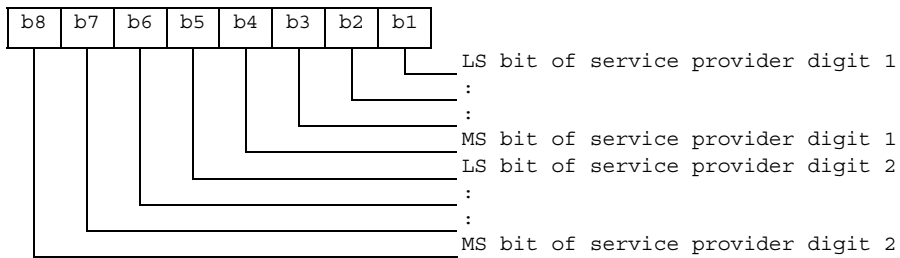 b8 b7 b6 b5 b4 b3 b2 b1
LS bit of service provider digit 1
:
:
MS bit of service provider digit 1
LS bit of service provider digit 2
:
:
MS bit of service provider digit 2